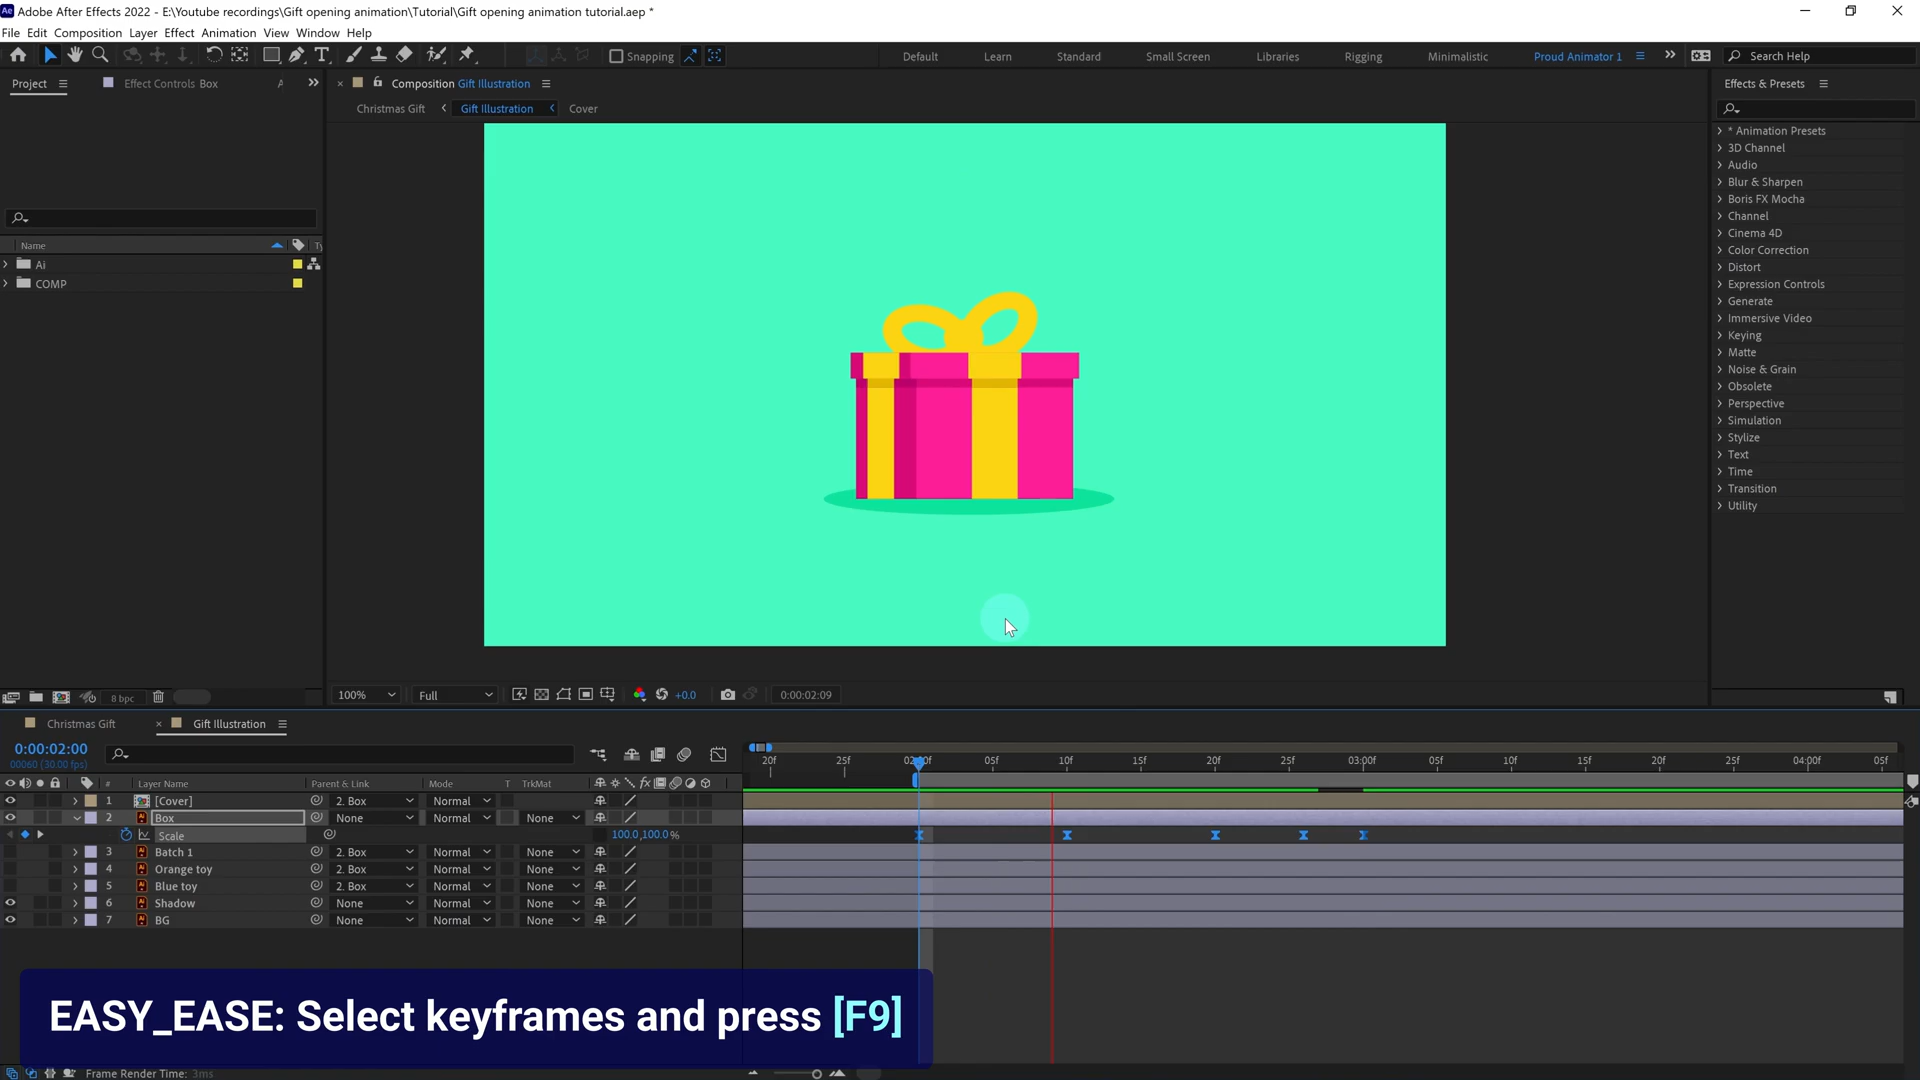 Ae Adobe After Effects 2022 - E:\Youtube recordings\Gift opening animation\Tutorial\Gift opening animation tutorial.aep *
File Edit Composition Layer Effect Animation View Window Help
Snapping Default Learn Standard Small Screen Libraries Rigging Minimalistic Proud Animator 1 Search Help
Project Effect Controls Box Composition Gift Illustration Effects & Presets
Christmas Gift Gift Illustration Cover
* Animation Presets
3D Channel
Audio
Blur & Sharpen
Boris FX Mocha
Channel
Cinema 4D
Color Correction
Distort
Expression Controls
Generate
Immersive Video
Keying
Matte
Noise & Grain
Obsolete
Perspective
Simulation
Stylize
Text
Time
Transition
Utility
Name Ty
Ai
COMP
8 bpc 100% Full +0.0 0:00:02:09
Christmas Gift Gift Illustration
0:00:02:00
00060 (30.00 fps)
20f 25f 05f 10f 15f 20f 25f 03:00f 05f 10f 15f 20f 25f 04:00f 05f
# Layer Name Parent & Link Mode T TrkMat
1 [Cover] 2. Box Normal
2 Box None Normal None
Scale 100.0,100.0 %
3 Batch 1 2. Box Normal None
4 Orange toy 2. Box Normal None
5 Blue toy 2. Box Normal None
6 Shadow None Normal None
7 BG None Normal None
EASY_EASE: Select keyframes and press [F9]
Frame Render Time: 3ms